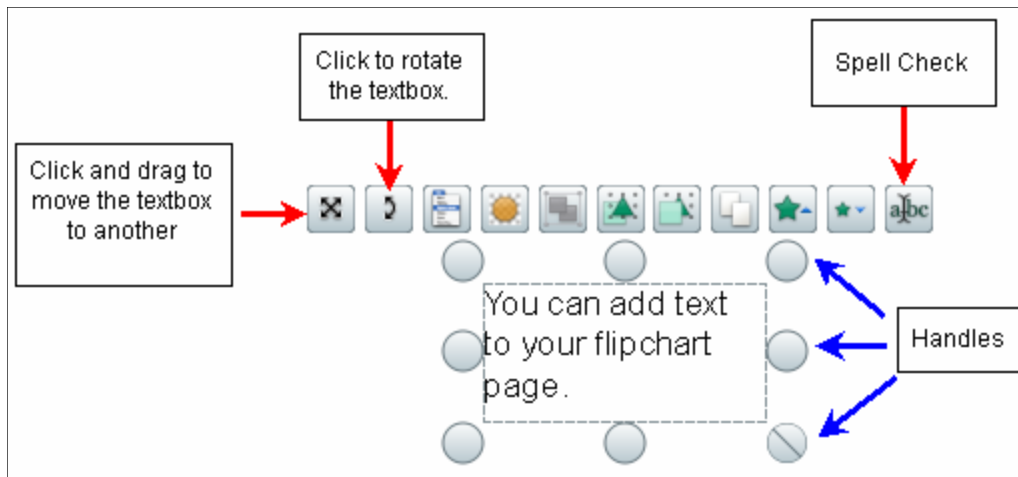 Click to rotate
the textbox.
Spell Check
Click and drag to
move the textbox
to another
abc
You can add text
to your flipchart
page.
Handles